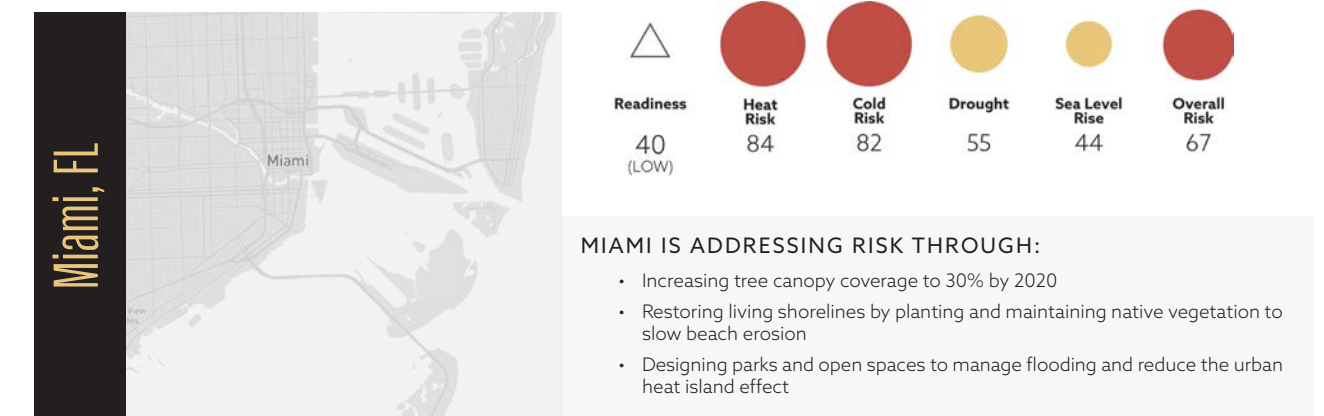 Miami, FL
Miami
View
hts
Readiness
40
(LOW)
Heat
Risk
84
Cold
Risk
82
Drought
55
Sea Level
Rise
44
Overall
Risk
67
MIAMI IS ADDRESSING RISK THROUGH:
• Increasing tree canopy coverage to 30% by 2020
• Restoring living shorelines by planting and maintaining native vegetation to
slow beach erosion
• Designing parks and open spaces to manage flooding and reduce the urban
heat island effect